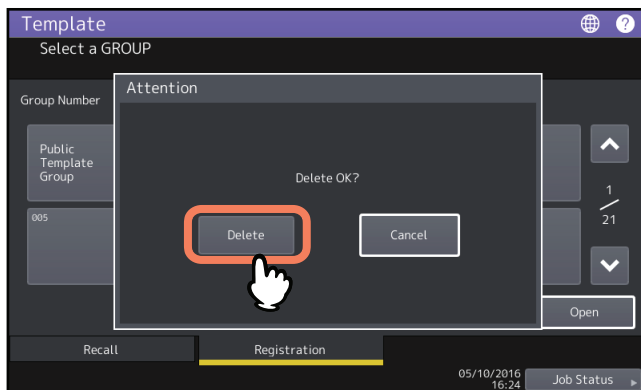 Template
?
Select a GROUP
Attention
Group Number
Public
Template
Group
Delete OK?
1
21
005
Delete
Cancel
Open
Recall
Registration
05/10/2016
16:24
Job Status